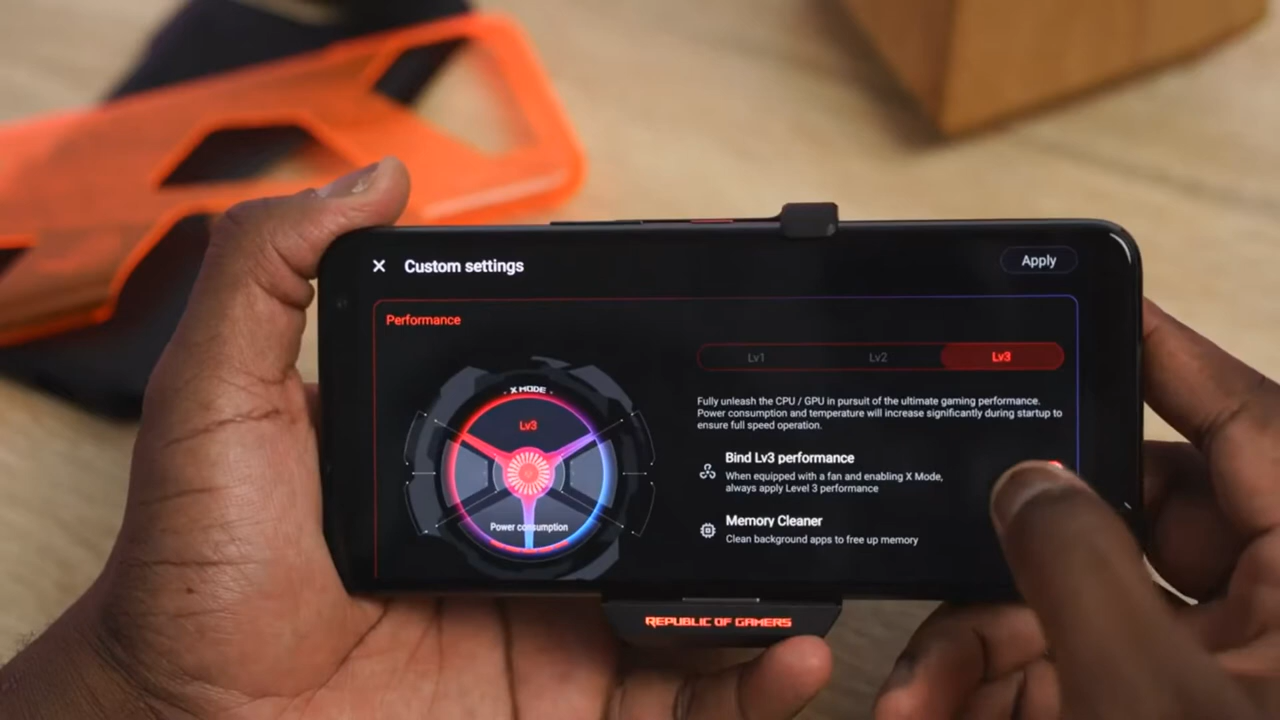 Custom settings
Apply
Performance
Lv1
Lv2
Lv3
X MODE
Lv3
Power consumption
Fully unleash the CPU / GPU in pursuit of the ultimate gaming performance.
Power consumption and temperature will increase significantly during startup to
ensure full speed operation.
Bind Lv3 performance
When equipped with a fan and enabling X Mode,
always apply Level 3 performance
Memory Cleaner
Clean background apps to free up memory
REPUBLIC OF GAMERS